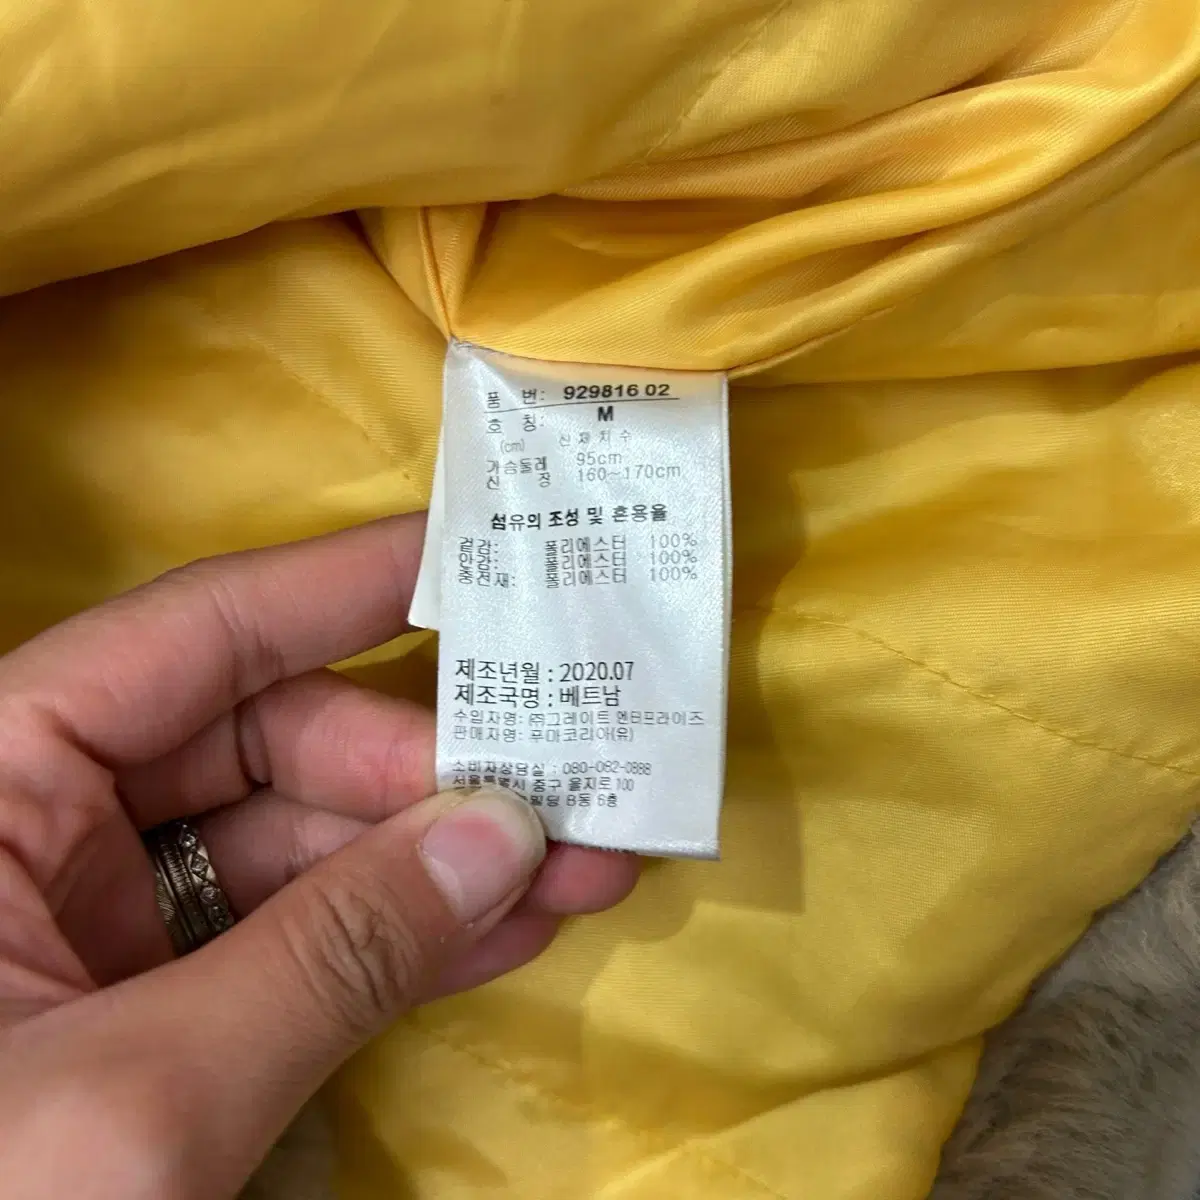 품 번: 929816 02
호 칭: M
(cm) 신체치수
가슴둘레 95cm
신 장 160~170cm
섬유의 조성 및 혼용율
겉감: 폴리에스터 100%
안감: 폴리에스터 100%
충전재: 폴리에스터 100%
제조년월 : 2020.07
제조국명 : 베트남
수입자명: ㈜그레이트 엔터프라이즈
판매자명: 푸마코리아(유)
소비자상담실 : 080-082-0888
서울특별시 중구 을지로 100
빌딩 B동 6층